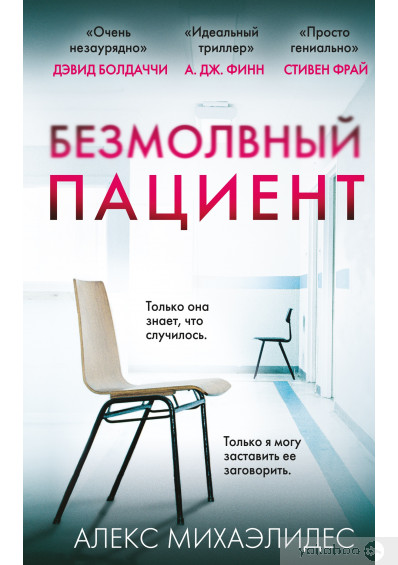 «Очень
незаурядно»
ДЭВИД БОЛДАЧЧИ
«Идеальный
триллер»
А. ДЖ. ФИНН
«Просто
гениально»
СТИВЕН ФРАЙ
БЕЗМОЛВНЫЙ
ПАЦИЕНТ
Только она
знает, что
случилось.
Только я могу
заставить ее
заговорить.
АЛЕКС МИХАЭЛИДЕС